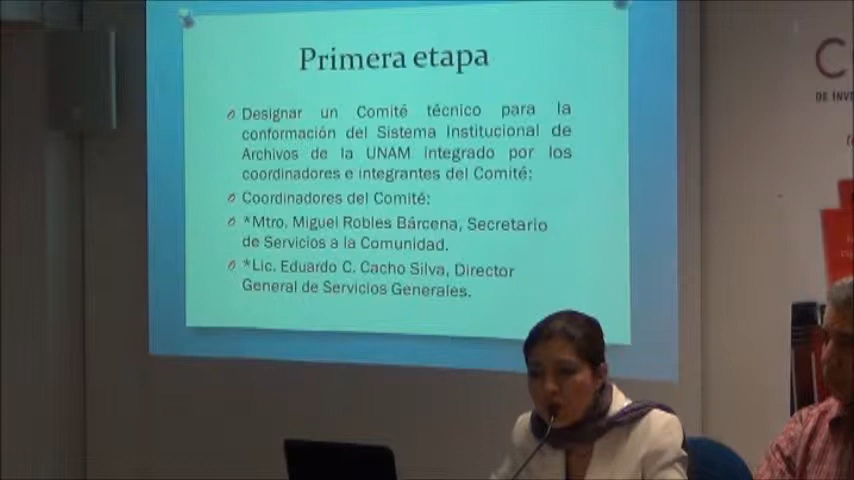 Primera etapa
Designar un Comité técnico para la
conformación del Sistema Institucional de
Archivos de la UNAM integrado por los
coordinadores e integrantes del Comité:
Coordinadores del Comité:
*Mtro. Miguel Robles Bárcena, Secretario
de Servicios a la Comunidad.
*Lic. Eduardo C. Cacho Silva, Director
General de Servicios Generales.
C
DE INVE